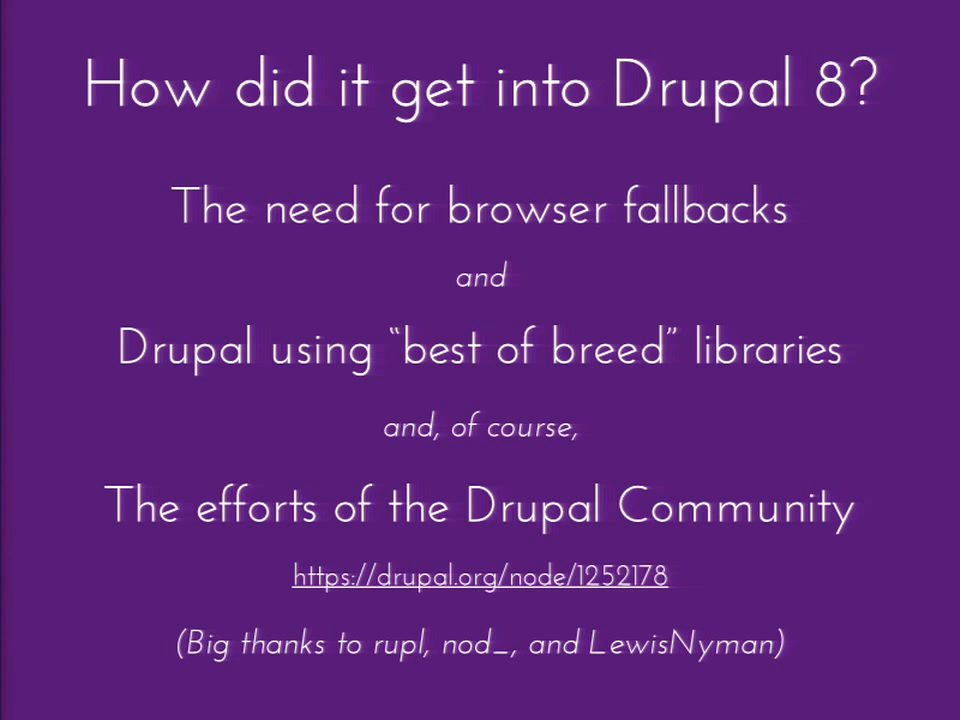 How did it get into Drupal 8?
The need for browser fallbacks
and
Drupal using “best of breed” libraries
and, of course,
The efforts of the Drupal Community
https://drupal.org/node/1252178
(Big thanks to rupl, nod_, and LewisNyman)